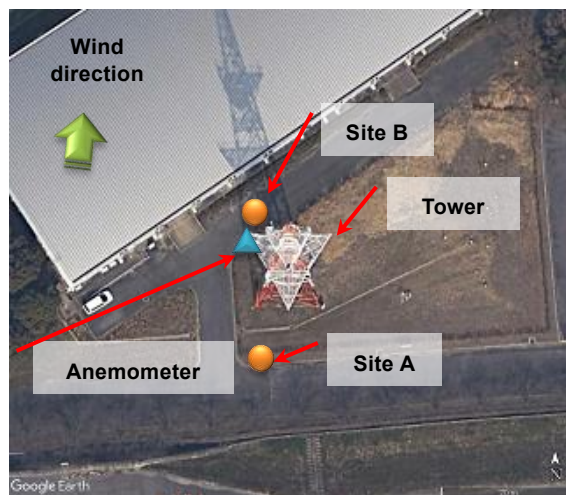 Wind
direction
Site B
Tower
Anemometer
Site A
Google Earth
N